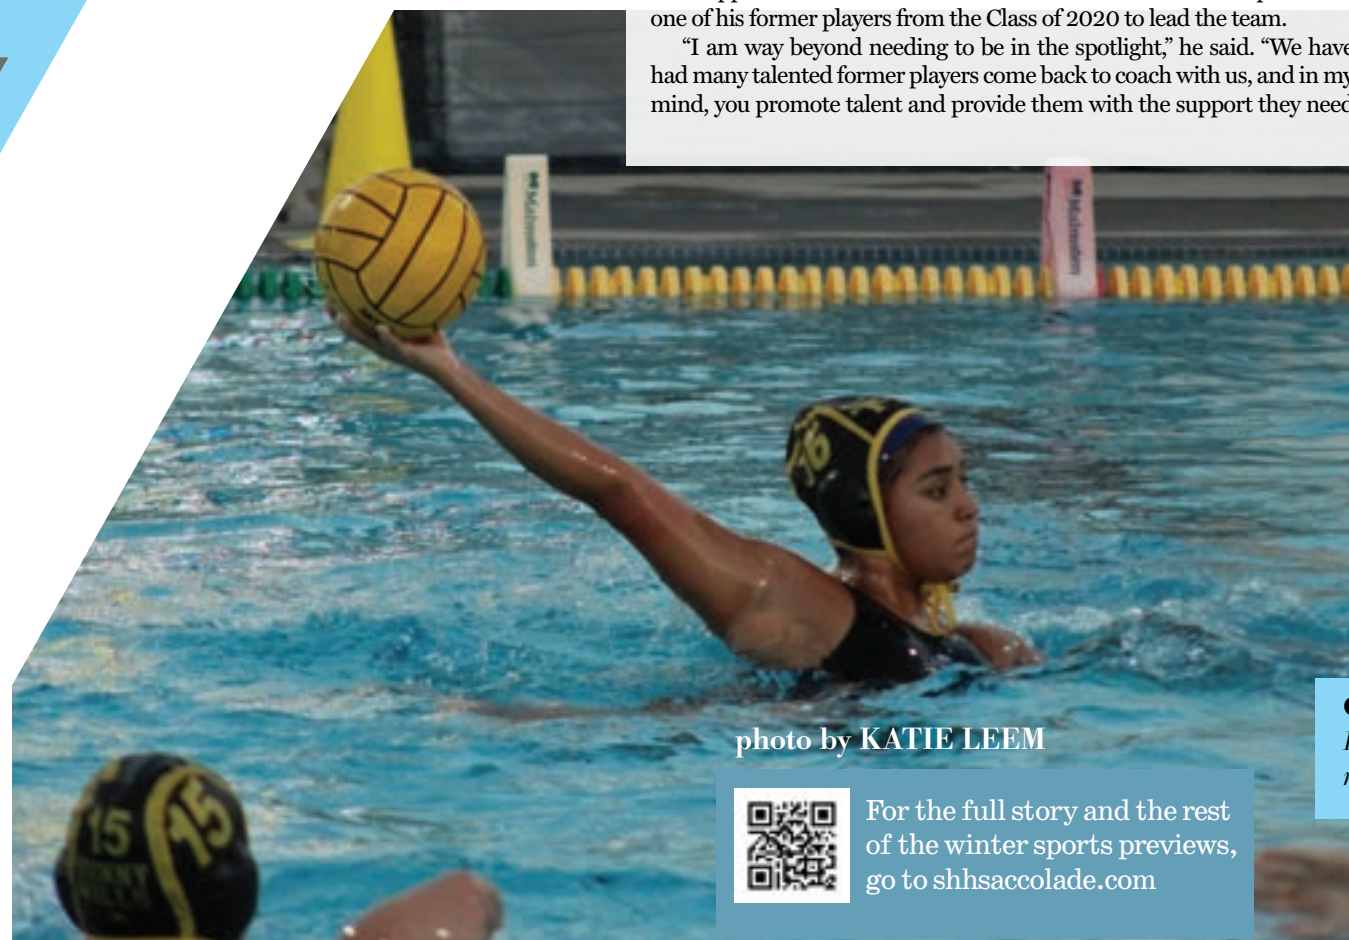 one of his former players from the Class of 2020 to lead the team.
“I am way beyond needing to be in the spotlight,” he said. “We have
had many talented former players come back to coach with us, and in my
mind, you promote talent and provide them with the support they need
16
photo by KATIE LEEM
15
15
For the full story and the rest
of the winter sports previews,
go to shhsaccolade.com